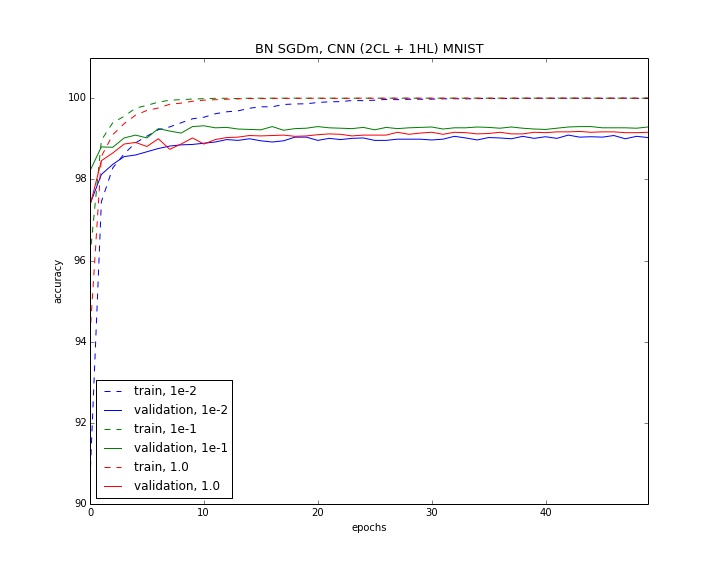 BN SGDm, CNN (2CL + 1HL) MNIST
100
98
96
94
92
90
accuracy
train, 1e-2
validation, 1e-2
train, 1e-1
validation, 1e-1
train, 1.0
validation, 1.0
0 10 20 30 40
epochs